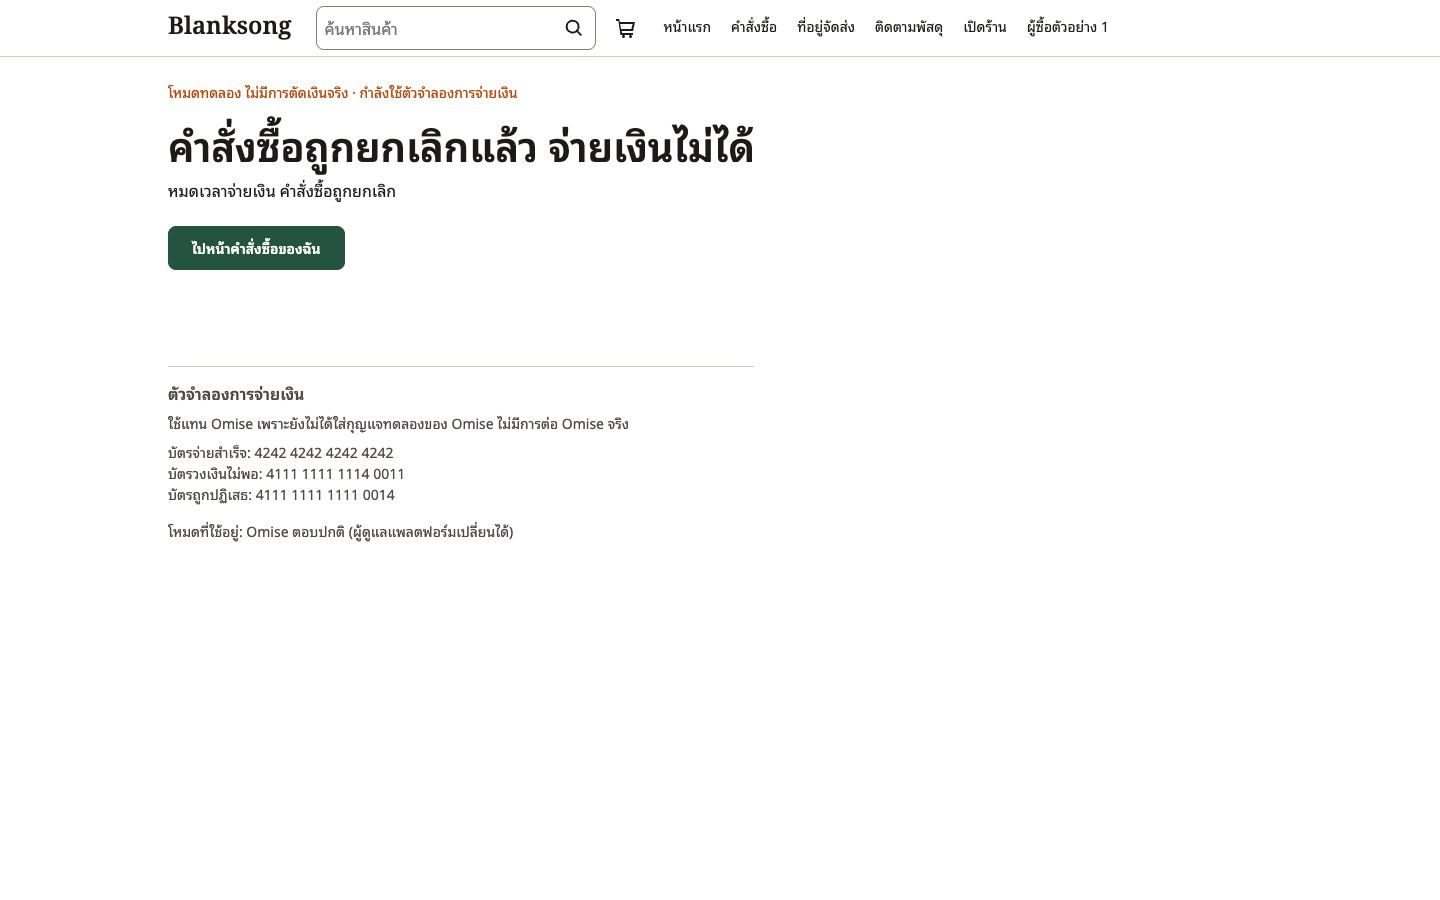 Blanksong
ค้นหาสินค้า
หน้าแรก
คำสั่งซื้อ
ที่อยู่จัดส่ง
ติดตามพัสดุ
เปิดร้าน
ผู้ซื้อตัวอย่าง 1
โหมดทดลอง ไม่มีการตัดเงินจริง · กำลังใช้ตัวจำลองการจ่ายเงิน
คำสั่งซื้อถูกยกเลิกแล้ว จ่ายเงินไม่ได้
หมดเวลาจ่ายเงิน คำสั่งซื้อถูกยกเลิก
ไปหน้าคำสั่งซื้อของฉัน
ตัวจำลองการจ่ายเงิน
ใช้แทน Omise เพราะยังไม่ได้ใส่กุญแจทดลองของ Omise ไม่มีการต่อ Omise จริง
บัตรจ่ายสำเร็จ: 4242 4242 4242 4242
บัตรวงเงินไม่พอ: 4111 1111 1114 0011
บัตรถูกปฏิเสธ: 4111 1111 1111 0014
โหมดที่ใช้อยู่: Omise ตอบปกติ (ผู้ดูแลแพลตฟอร์มเปลี่ยนได้)